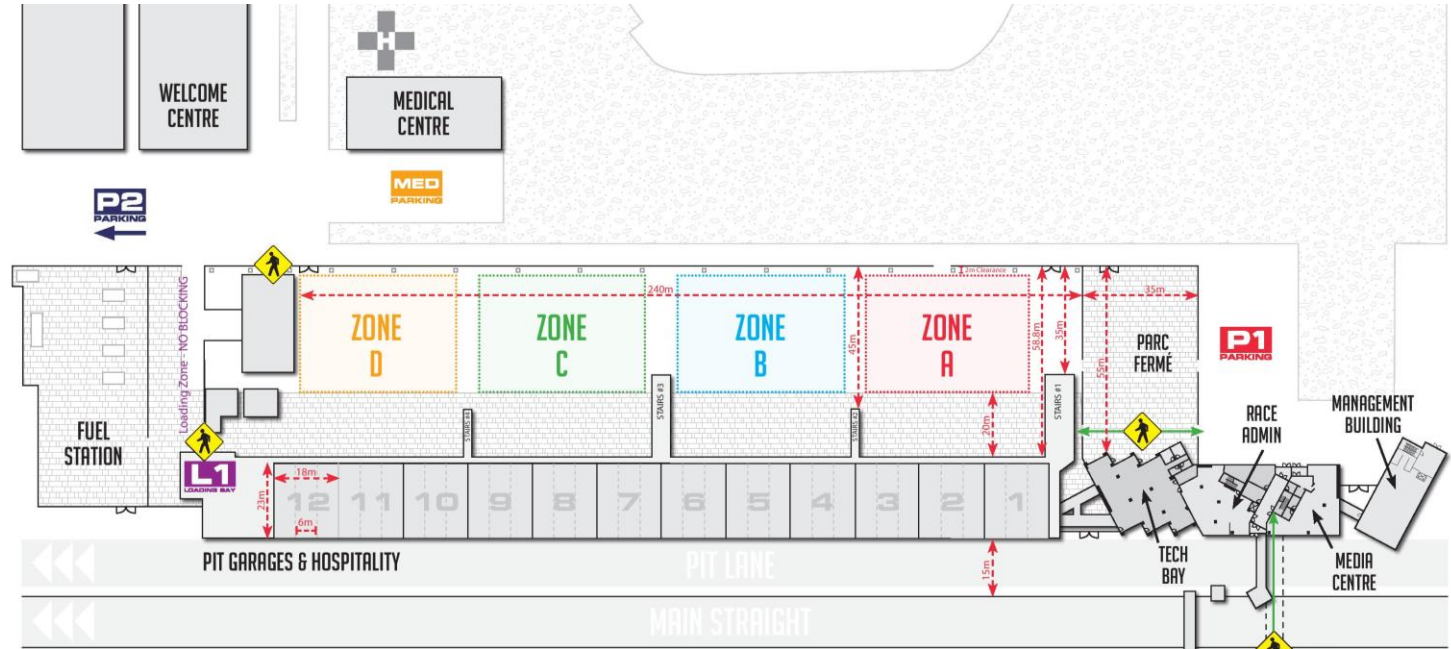 H
WELCOME
CENTRE
MEDICAL
CENTRE
P2
PARKING
MED
PARKING
Loading Zone - NO BLOCKING
2m Clearance
240m
35m
ZONE
D
ZONE
C
ZONE
B
ZONE
A
45m
58.8m
35m
55m
PARC
FERMÉ
P1
PARKING
STAIRS #3
STAIRS #1
STAIRS #2
20m
FUEL
STATION
RACE
ADMIN
MANAGEMENT
BUILDING
L1
LOADING BAY
18m
23m
6m
12 11 10 9 8 7 6 5 4 3 2 1
PIT GARAGES & HOSPITALITY
PIT LANE
15m
TECH
BAY
MEDIA
CENTRE
MAIN STRAIGHT